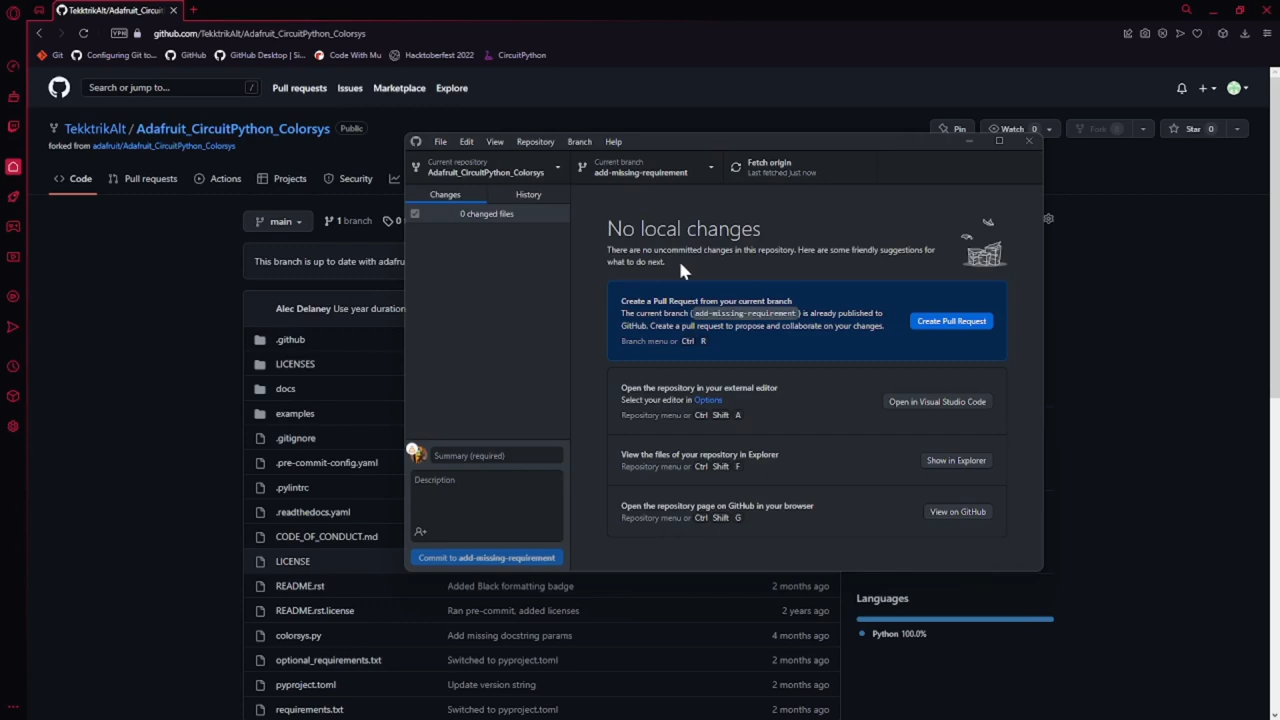 TekktrikAlt/Adafruit_Circuit
VPN
github.com/TekktrikAlt/Adafruit_CircuitPython_Colorsys
Git
Configuring Git to...
GitHub
GitHub Desktop | Si...
Code With Mu
Hacktoberfest 2022
CircuitPython
Search or jump to...
/
Pull requests
Issues
Marketplace
Explore
TekktrikAlt / Adafruit_CircuitPython_Colorsys
Public
forked from adafruit/Adafruit_CircuitPython_Colorsys
Pin
Watch 0
Fork
Star 0
Code
Pull requests
Actions
Projects
Security
main
1 branch
0
This branch is up to date with adafru
Alec Delaney Use year duration
.github
LICENSES
docs
examples
.gitignore
.pre-commit-config.yaml
.pylintrc
.readthedocs.yaml
CODE_OF_CONDUCT.md
LICENSE
README.rst
Added Black formatting badge
2 months ago
README.rst.license
Ran pre-commit, added licenses
2 years ago
colorsys.py
Add missing docstring params
4 months ago
optional_requirements.txt
Switched to pyproject.toml
2 months ago
pyproject.toml
Update version string
2 months ago
requirements.txt
Switched to pyproject.toml
2 months ago
Languages
Python 100.0%
File
Edit
View
Repository
Branch
Help
Current repository
Adafruit_CircuitPython_Colorsys
Current branch
add-missing-requirement
Fetch origin
Last fetched just now
Changes
History
0 changed files
No local changes
There are no uncommitted changes in this repository. Here are some friendly suggestions for
what to do next.
Create a Pull Request from your current branch
The current branch ( add-missing-requirement ) is already published to
GitHub. Create a pull request to propose and collaborate on your changes.
Branch menu or Ctrl R
Create Pull Request
Open the repository in your external editor
Select your editor in Options
Repository menu or Ctrl Shift A
Open in Visual Studio Code
View the files of your repository in Explorer
Repository menu or Ctrl Shift F
Show in Explorer
Open the repository page on GitHub in your browser
Repository menu or Ctrl Shift G
View on GitHub
Summary (required)
Description
Commit to add-missing-requirement